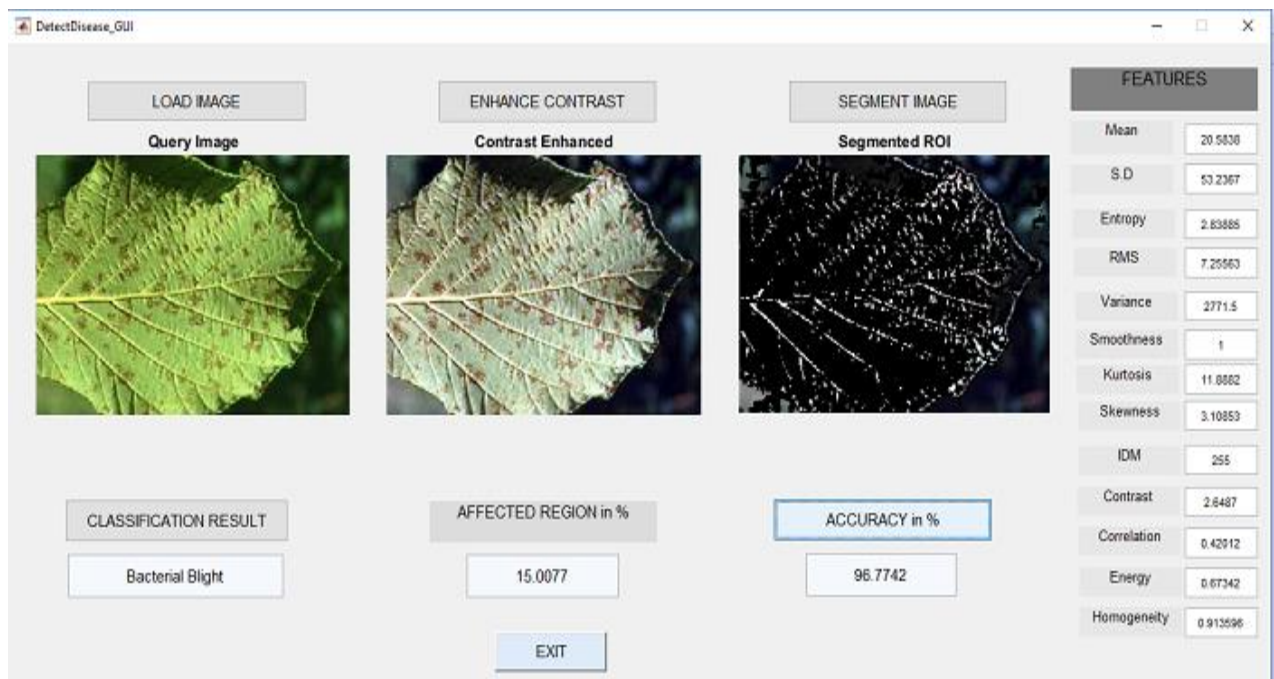 DetectDisease_GUI
LOAD IMAGE
ENHANCE CONTRAST
SEGMENT IMAGE
FEATURES
Query Image
Contrast Enhanced
Segmented ROI
Mean 20.5838
S.D 53.2367
Entropy 2.83885
RMS 7.25563
Variance 2771.5
Smoothness 1
Kurtosis 11.8882
Skewness 3.10853
IDM 255
Contrast 2.6487
Correlation 0.42012
Energy 0.67342
Homogeneity 0.913596
CLASSIFICATION RESULT
AFFECTED REGION in %
ACCURACY in %
Bacterial Blight
15.0077
96.7742
EXIT